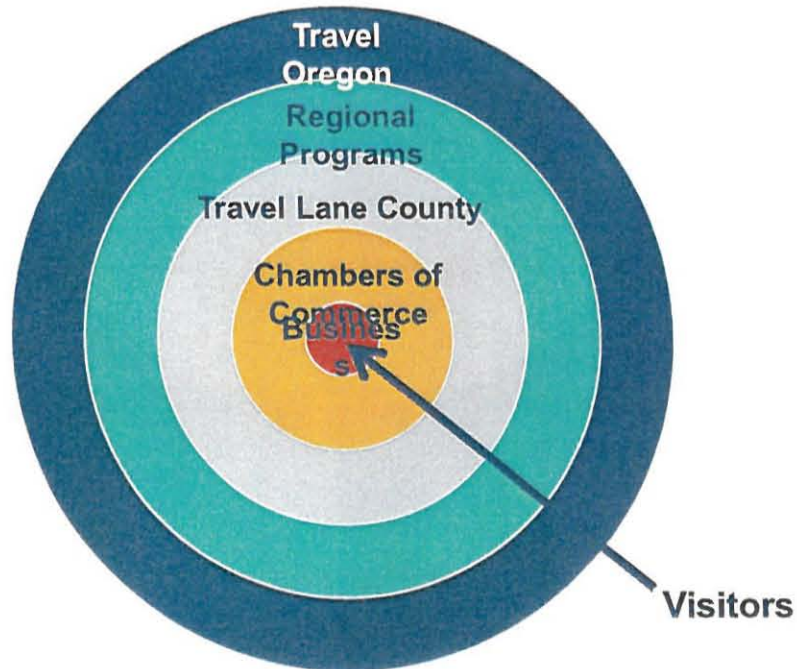 Travel
Oregon
Regional
Programs
Travel Lane County
Chambers of
Commerce
Busines
s
Visitors